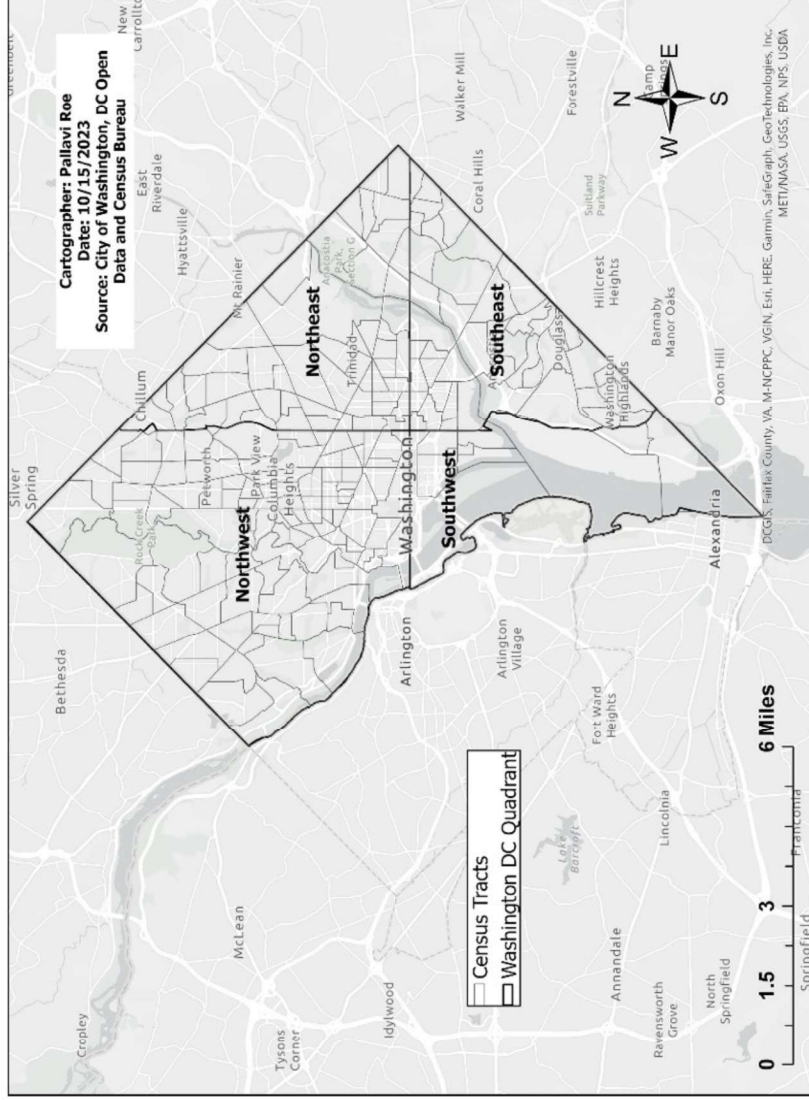 Cartographer: Pallavi Roe
Date: 10/15/2023
Source: City of Washington, DC Open
Data and Census Bureau
New
Carrollt
Silver
Spring
Chillum
Hyattsville
East
Riverdale
Mt Rainier
Bethesda
Rock Creek
Park
Petworth
Park View
Columbia
Heights
Northwest
Northeast
Trinidad
Anacostia
Park,
Section G
Walker Mill
Cropley
McLean
Tysons
Corner
Idylwood
Arlington
Washington
Southwest
Southeast
Coral Hills
Forestville
Arlington
Village
Douglass
Suitland
Parkway
Hillcrest
Heights
Washington
Highlands
Barnaby
Manor Oaks
Oxon Hill
Fort Ward
Heights
Lake
Barcroft
Lincolnia
Annandale
Alexandria
Ravensworth
Grove
North
Springfield
Franconia
Springfield
Census Tracts
Washington DC Quadrant
N
W
E
S
0 1.5 3 6 Miles
DCGIS, Fairfax County, VA, M-NCPPC, VGIN, Esri, HERE, Garmin, SafeGraph, GeoTechnologies, Inc,
METI/NASA, USGS, EPA, NPS, USDA